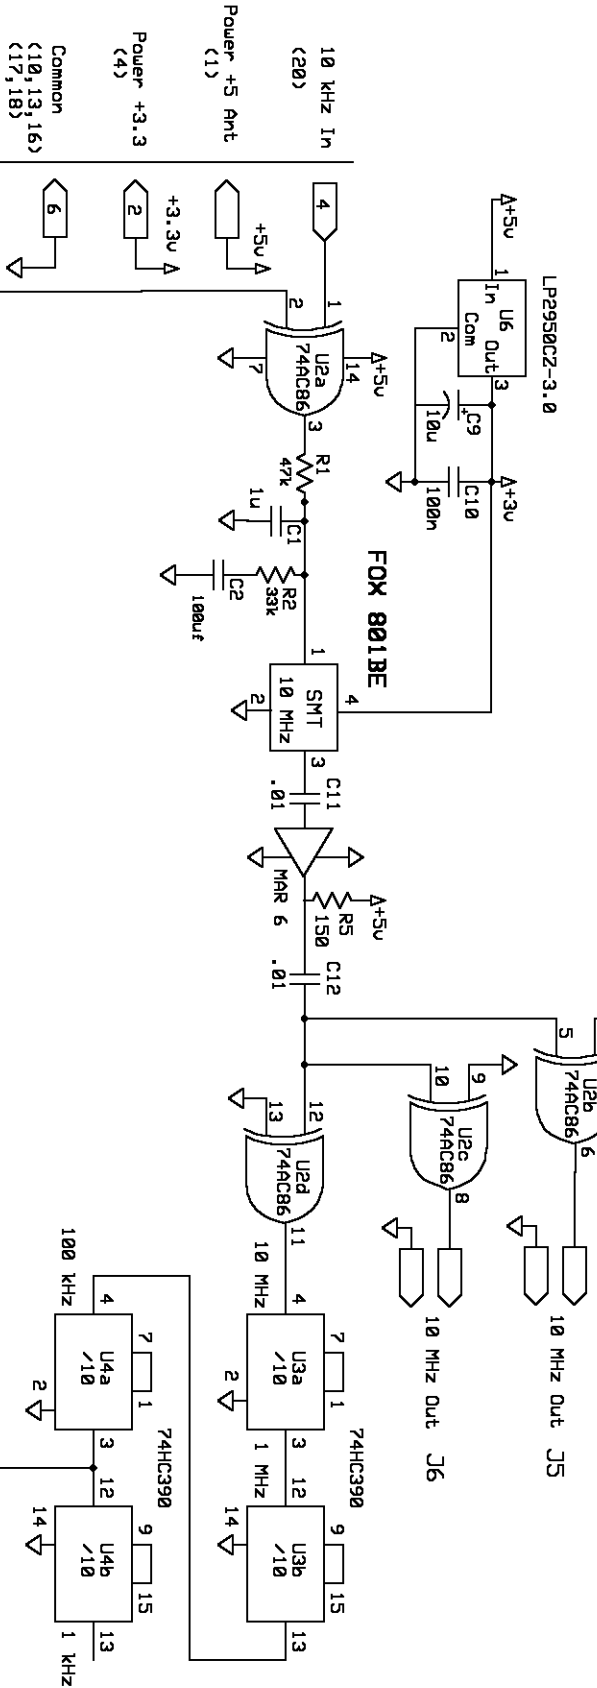 10 kHz In
(20)
Power +5 Ant
(1)
Power +3.3
(4)
Common
(10,13,16)
(17,18)
4
+5v
2
+3.3v
6
LP2950CZ-3.0
+5v
1
In
U6
Out
Com
2
3
C9
+
10u
C10
100n
+3v
1
2
U2a
74AC86
14
+5v
7
3
R1
47k
C1
1u
R2
33k
C2
100uf
FOX 801BE
1
4
SMT
10 MHz
2
3
C11
.01
MAR 6
+5v
R5
150
C12
.01
5
U2b
74AC86
6
10
9
U2c
74AC86
8
12
13
U2d
74AC86
11
10 MHz Out J5
10 MHz Out J6
10 MHz
4
7
1
U3a
/10
2
3
1 MHz
74HC390
12
9
15
U3b
/10
14
13
100 kHz
4
7
1
U4a
/10
2
3
74HC390
12
9
15
U4b
/10
14
13
1 kHz